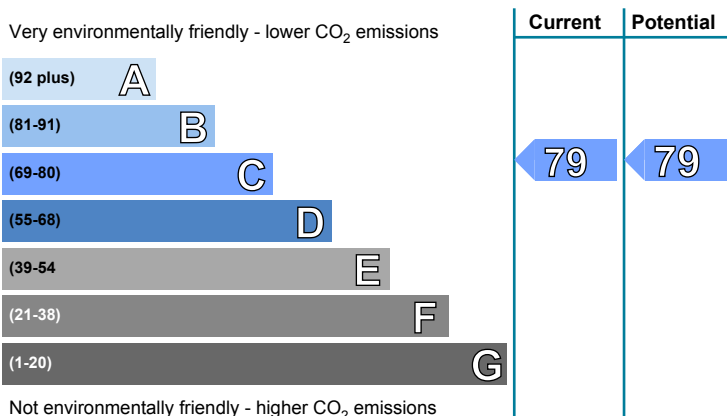 Very environmentally friendly - lower CO2 emissions
Current Potential
(92 plus) A
(81-91) B
(69-80) C
79 79
(55-68) D
(39-54 E
(21-38) F
(1-20) G
Not environmentally friendly - higher CO2 emissions